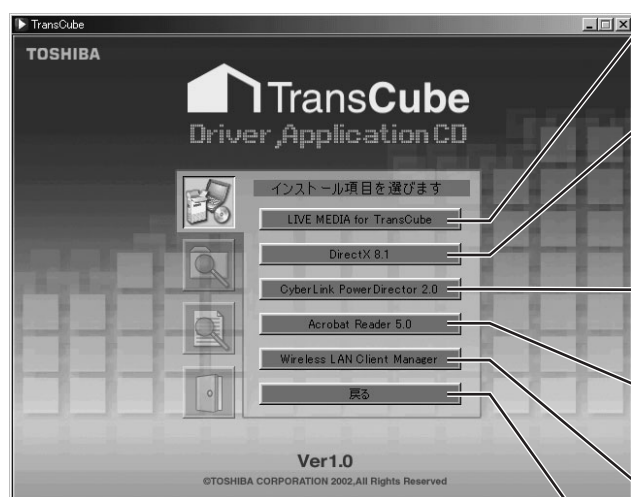 TransCube
TOSHIBA
TransCube
Driver,ApplicationCD
インストール項目を選びます
LIVE MEDIA for TransCube
DirectX 8.1
CyberLink PowerDirector 2.0
Acrobat Reader 5.0
Wireless LAN Client Manager
戻る
Ver1.0
©TOSHIBA CORPORATION 2002,All Rights Reserved